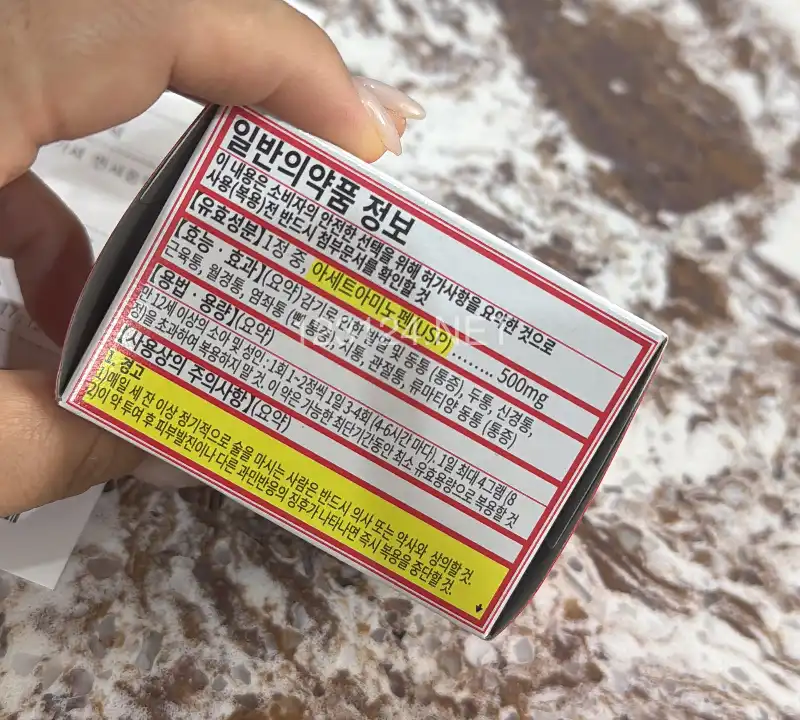 일반의약품 정보
이 내용은 소비자의 안전한 선택을 위해 허가사항을 요약한 것으로
사용(복용)전 반드시 첨부문서를 확인할 것
【유효성분】 1정 중, 아세트아미노펜(USP) ........ 500mg
【효능 · 효과】(요약) 감기로 인한 발열 및 동통 (통증), 두통, 신경통,
근육통, 월경통, 염좌통 (삔 통증), 치통, 관절통, 류마티양 동통 (통증)
【용법 · 용량】(요약)
만 12세 이상의 소아 및 성인: 1회 1~2정씩 1일 3-4회 (4-6시간 마다), 1일 최대 4그램 (8
정)을 초과하여 복용하지 말 것. 이 약은 가능한 최단기간동안 최소 유효용량으로 복용할 것
【사용상의 주의사항】(요약)
1. 경고
1)매일 세 잔 이상 정기적으로 술을 마시는 사람은 반드시 의사 또는 약사와 상의할 것.
2)이 약 투여 후 피부발진이나 다른 과민반응의 징후가 나타나면 즉시 복용을 중단할 것.